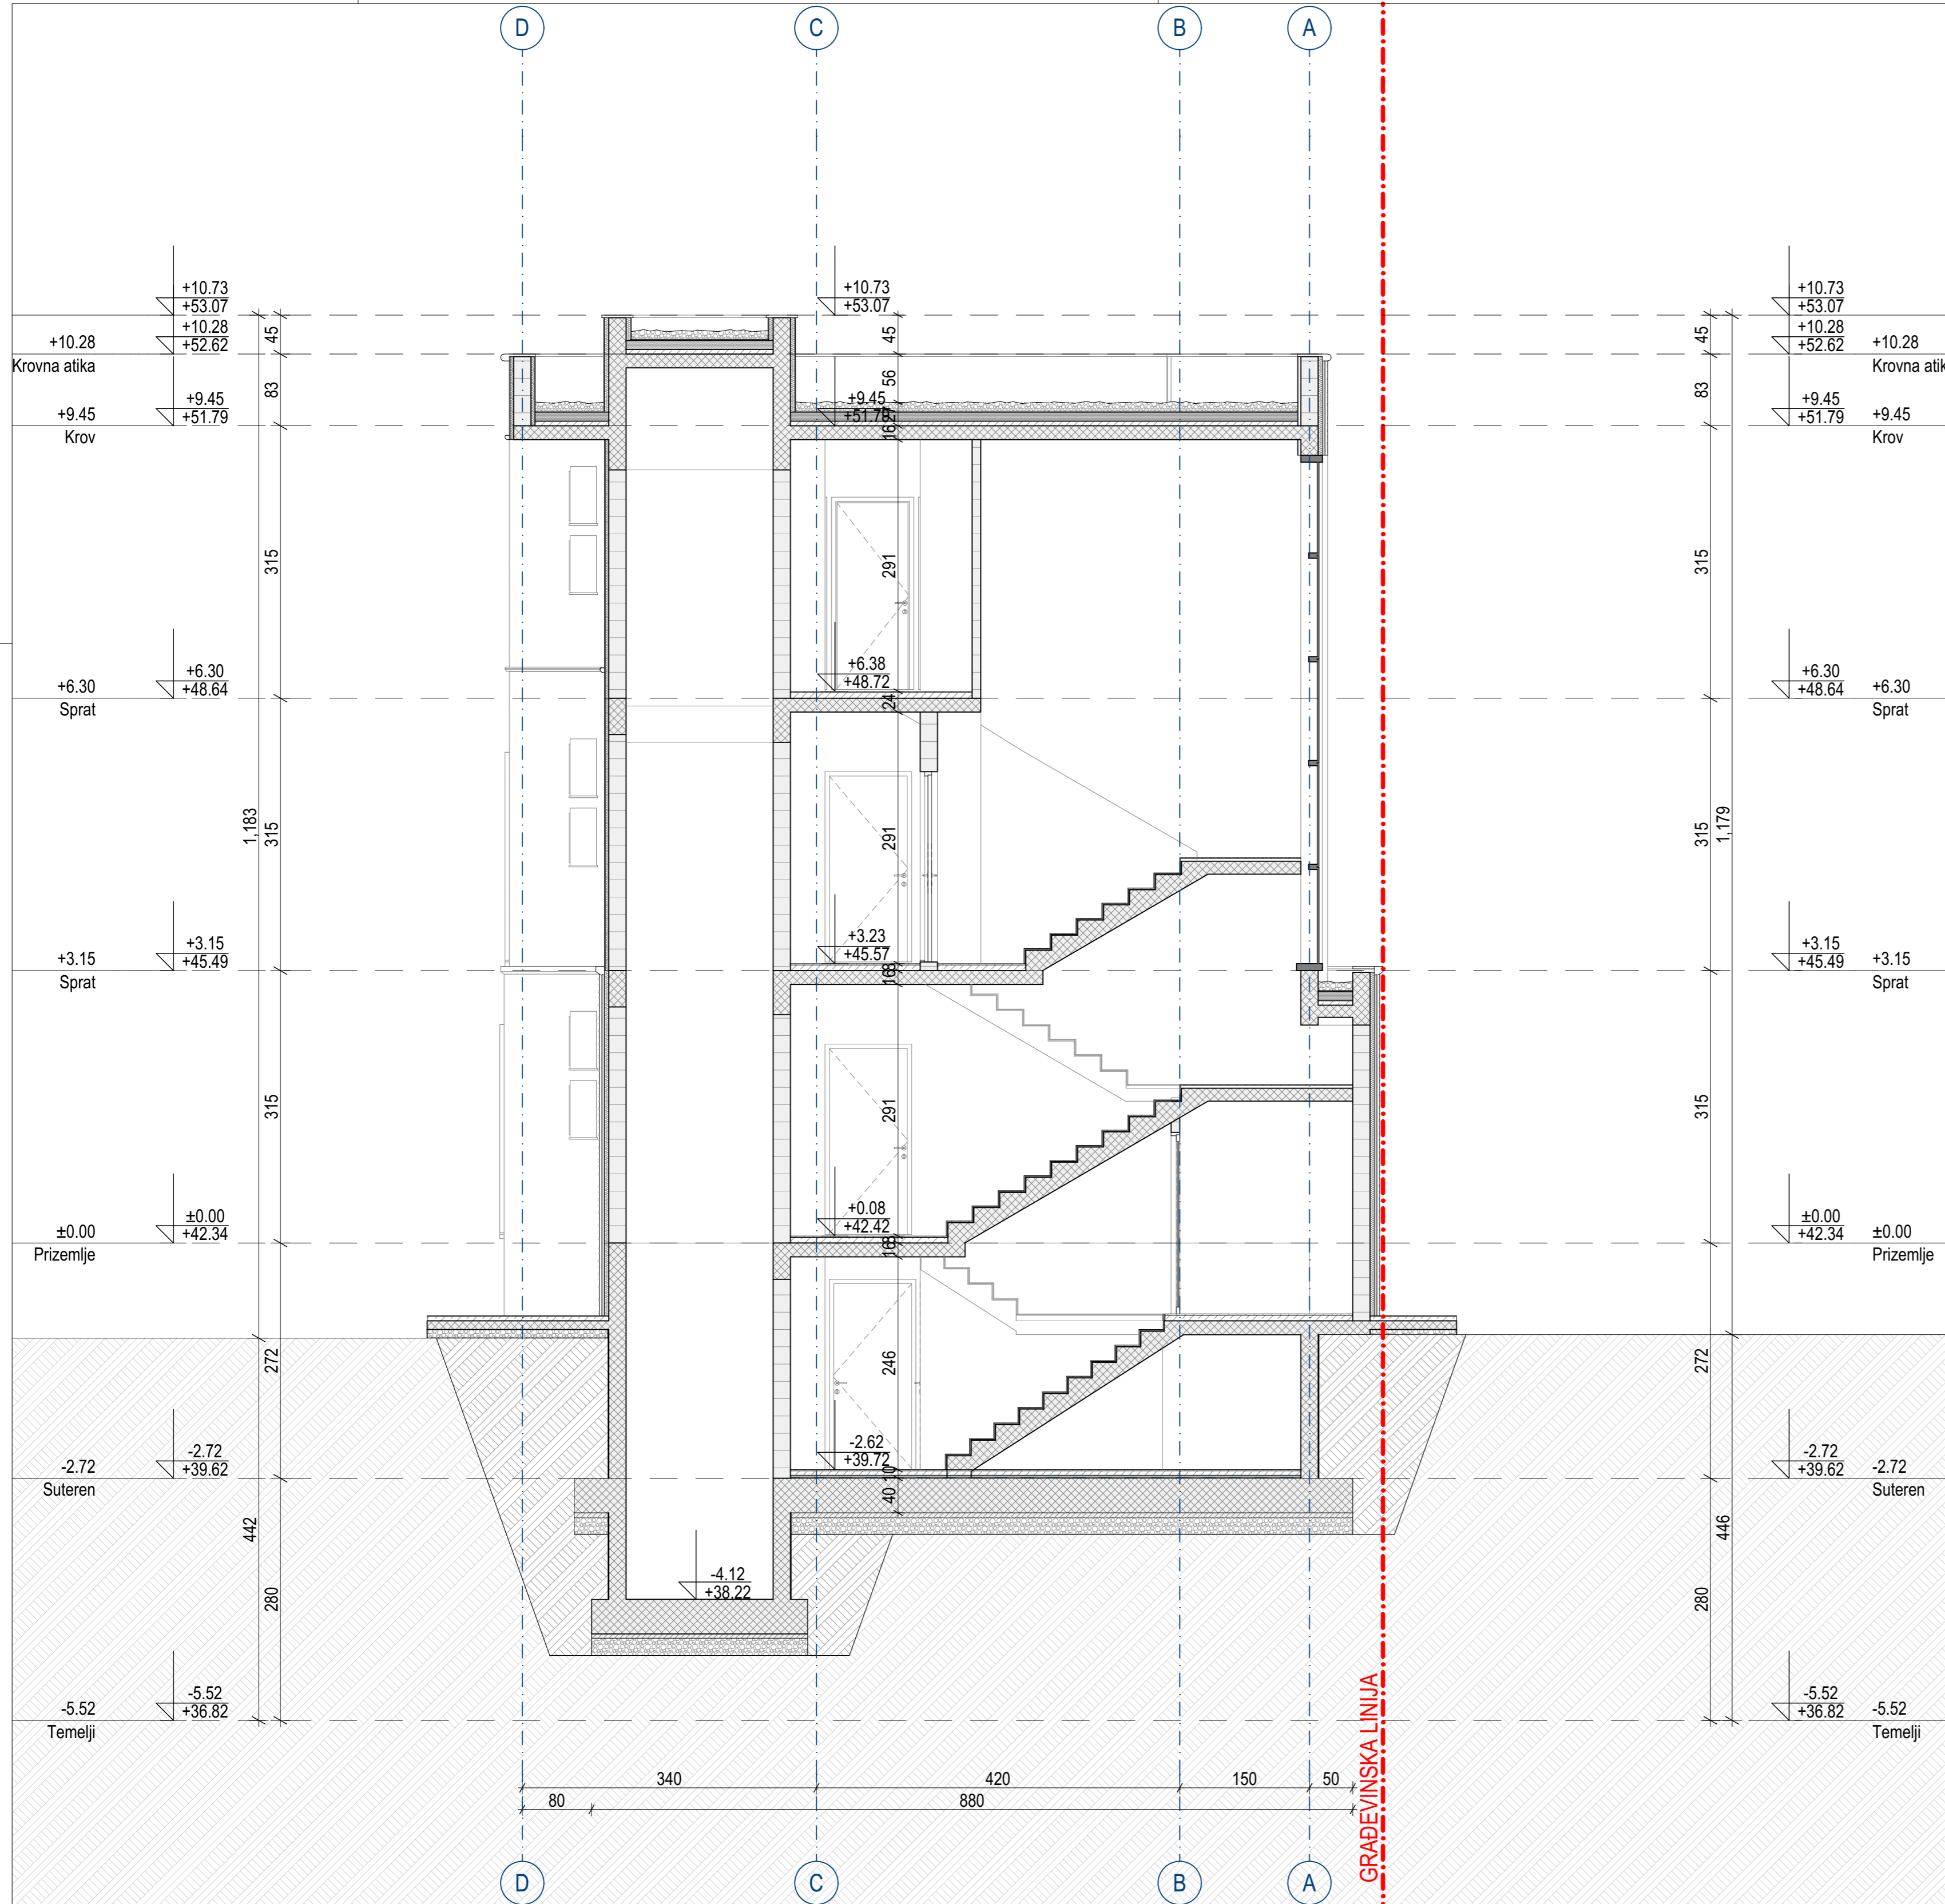 D C B A
+10.73 +10.73 +10.73
+53.07 +53.07 +53.07
+10.28 +10.28
+10.28 +52.62 45 45 45 +52.62 +10.28
Krovna atika Krovna atik
83 56 83
+9.45 +9.45 +9.45
+9.45 +51.79 +51.79 +51.79 +9.45
Krov 16 Krov
315 291 315
+6.30 +6.38 +6.30
+6.30 +48.64 +48.72 +48.64 +6.30
Sprat 24 Sprat
1,183 315 291 315 1,179
+3.15 +3.23 +3.15
+3.15 +45.49 +45.57 +45.49 +3.15
Sprat 16 8 Sprat
315 291 315
±0.00 +0.08 ±0.00
±0.00 +42.34 +42.42 +42.34 ±0.00
Prizemlje 16 8 Prizemlje
272 246 272
-2.72 -2.62 -2.72
-2.72 +39.62 +39.72 10 +39.62 -2.72
Suteren 40 Suteren
442 446
280 -4.12 280
+38.22
-5.52 -5.52
-5.52 +36.82 +36.82 -5.52
Temelji Temelji
GRAĐEVINSKA LINIJA
340 420 150 50
80 880
D C B A